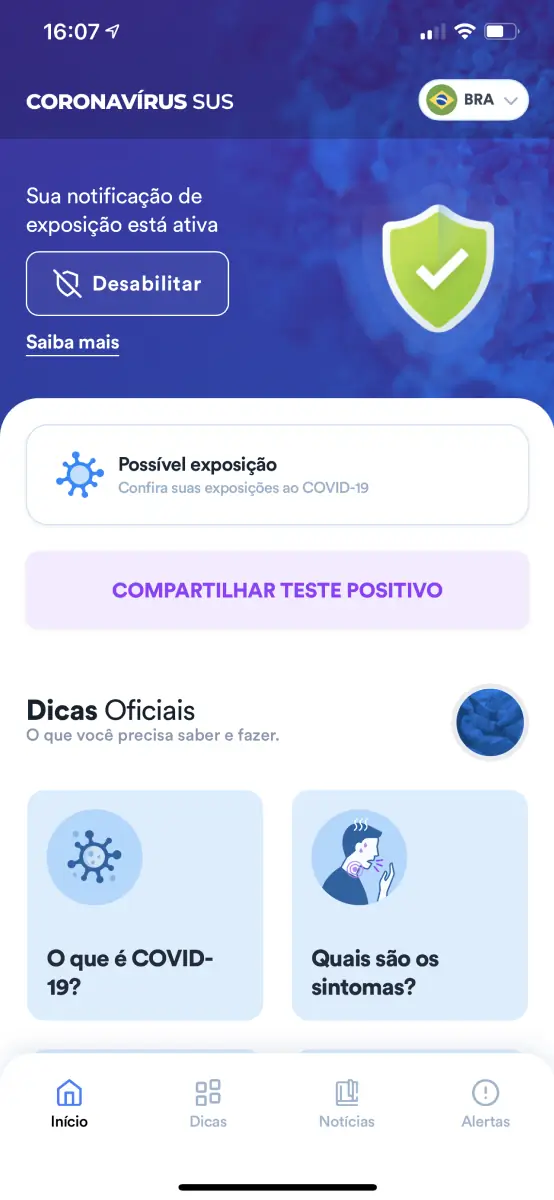 16:07
CORONAVÍRUS SUS
BRA
Sua notificação de
exposição está ativa
Desabilitar
Saiba mais
Possível exposição
Confira suas exposições ao COVID-19
COMPARTILHAR TESTE POSITIVO
Dicas Oficiais
O que você precisa saber e fazer.
O que é COVID-
19?
Quais são os
sintomas?
Início
Dicas
Notícias
Alertas